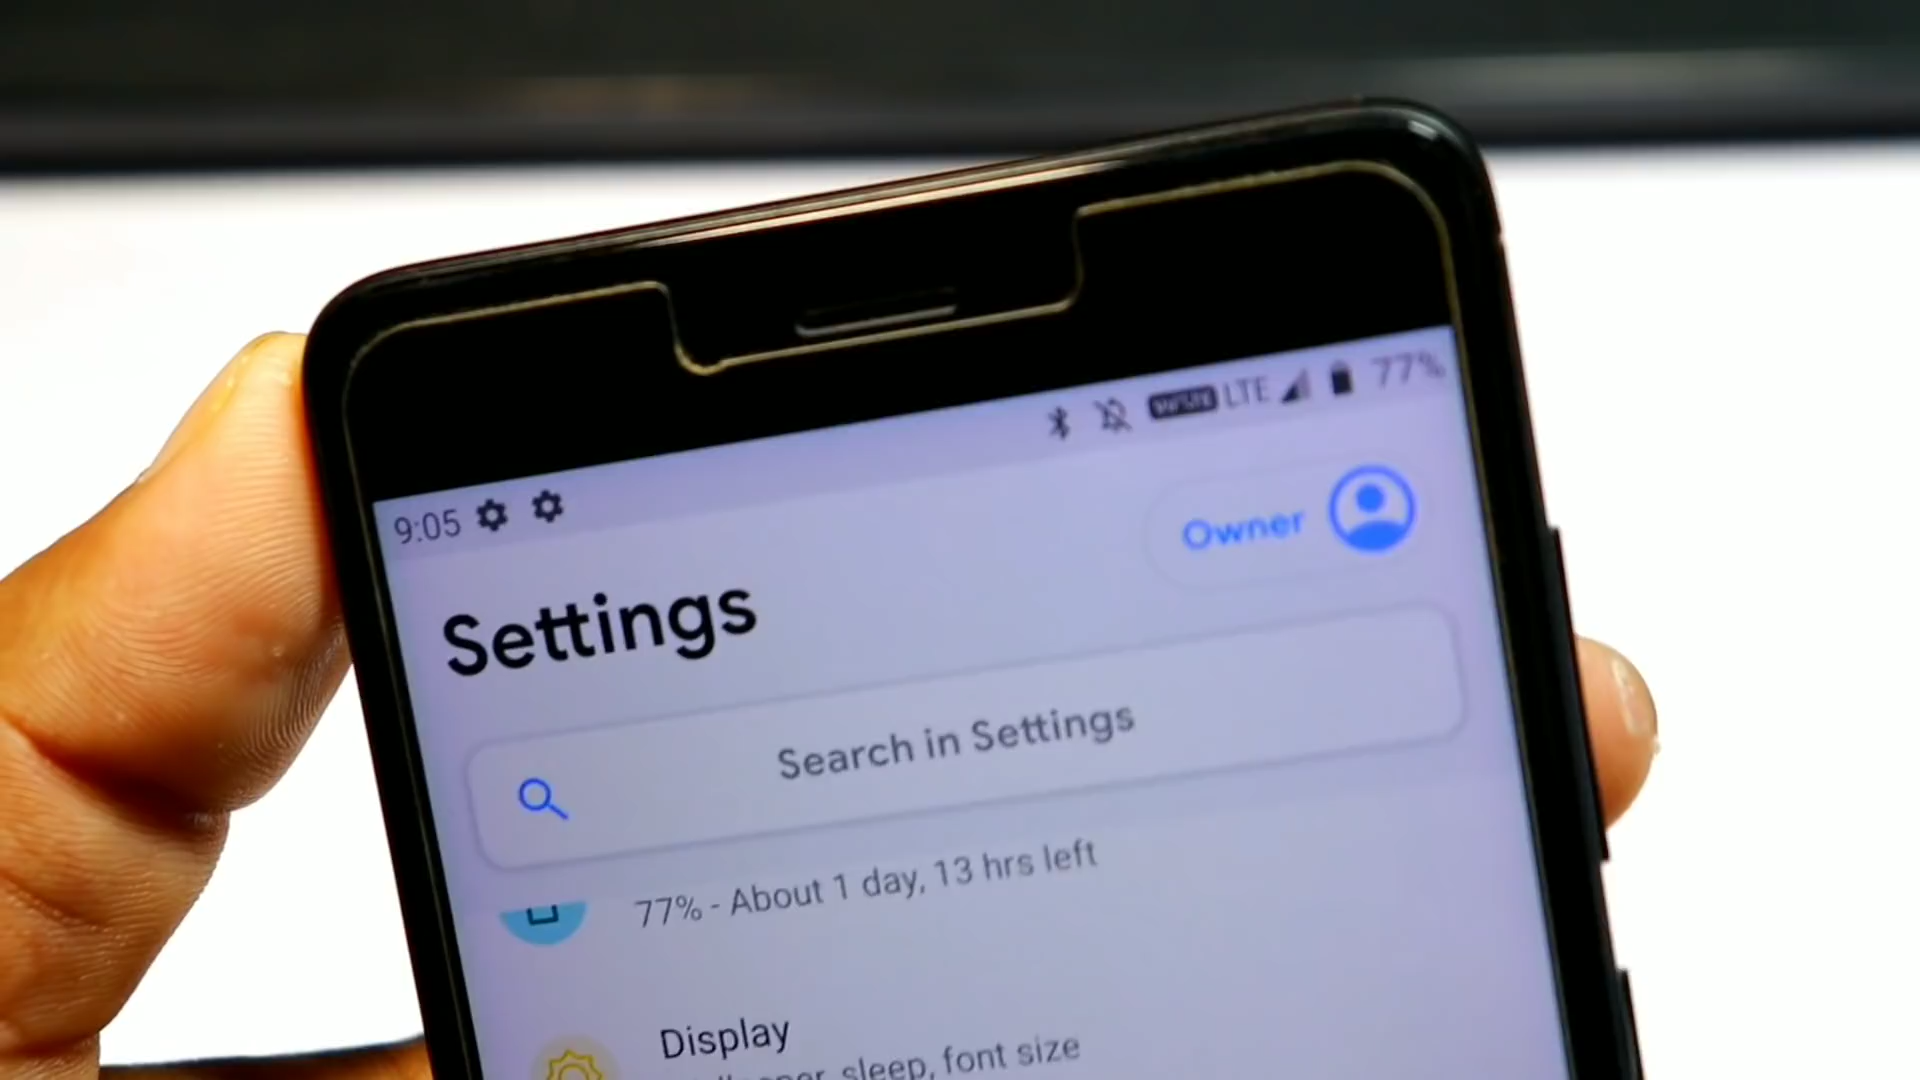 9:05
LTE 77%
Owner
Settings
Search in Settings
77% - About 1 day, 13 hrs left
Display
sleep, font size